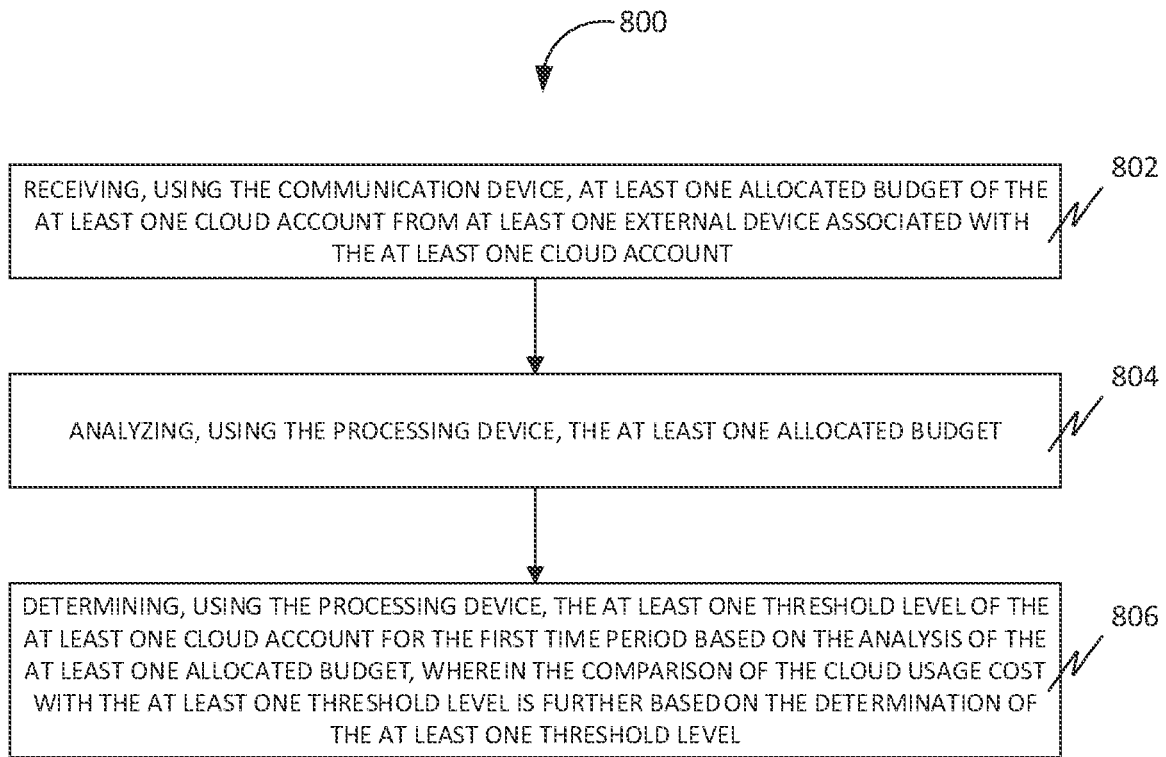 800
RECEIVING, USING THE COMMUNICATION DEVICE, AT LEAST ONE ALLOCATED BUDGET OF THE
AT LEAST ONE CLOUD ACCOUNT FROM AT LEAST ONE EXTERNAL DEVICE ASSOCIATED WITH
THE AT LEAST ONE CLOUD ACCOUNT
802
ANALYZING, USING THE PROCESSING DEVICE, THE AT LEAST ONE ALLOCATED BUDGET
804
DETERMINING, USING THE PROCESSING DEVICE, THE AT LEAST ONE THRESHOLD LEVEL OF THE
AT LEAST ONE CLOUD ACCOUNT FOR THE FIRST TIME PERIOD BASED ON THE ANALYSIS OF THE
AT LEAST ONE ALLOCATED BUDGET, WHEREIN THE COMPARISON OF THE CLOUD USAGE COST
WITH THE AT LEAST ONE THRESHOLD LEVEL IS FURTHER BASED ON THE DETERMINATION OF
THE AT LEAST ONE THRESHOLD LEVEL
806